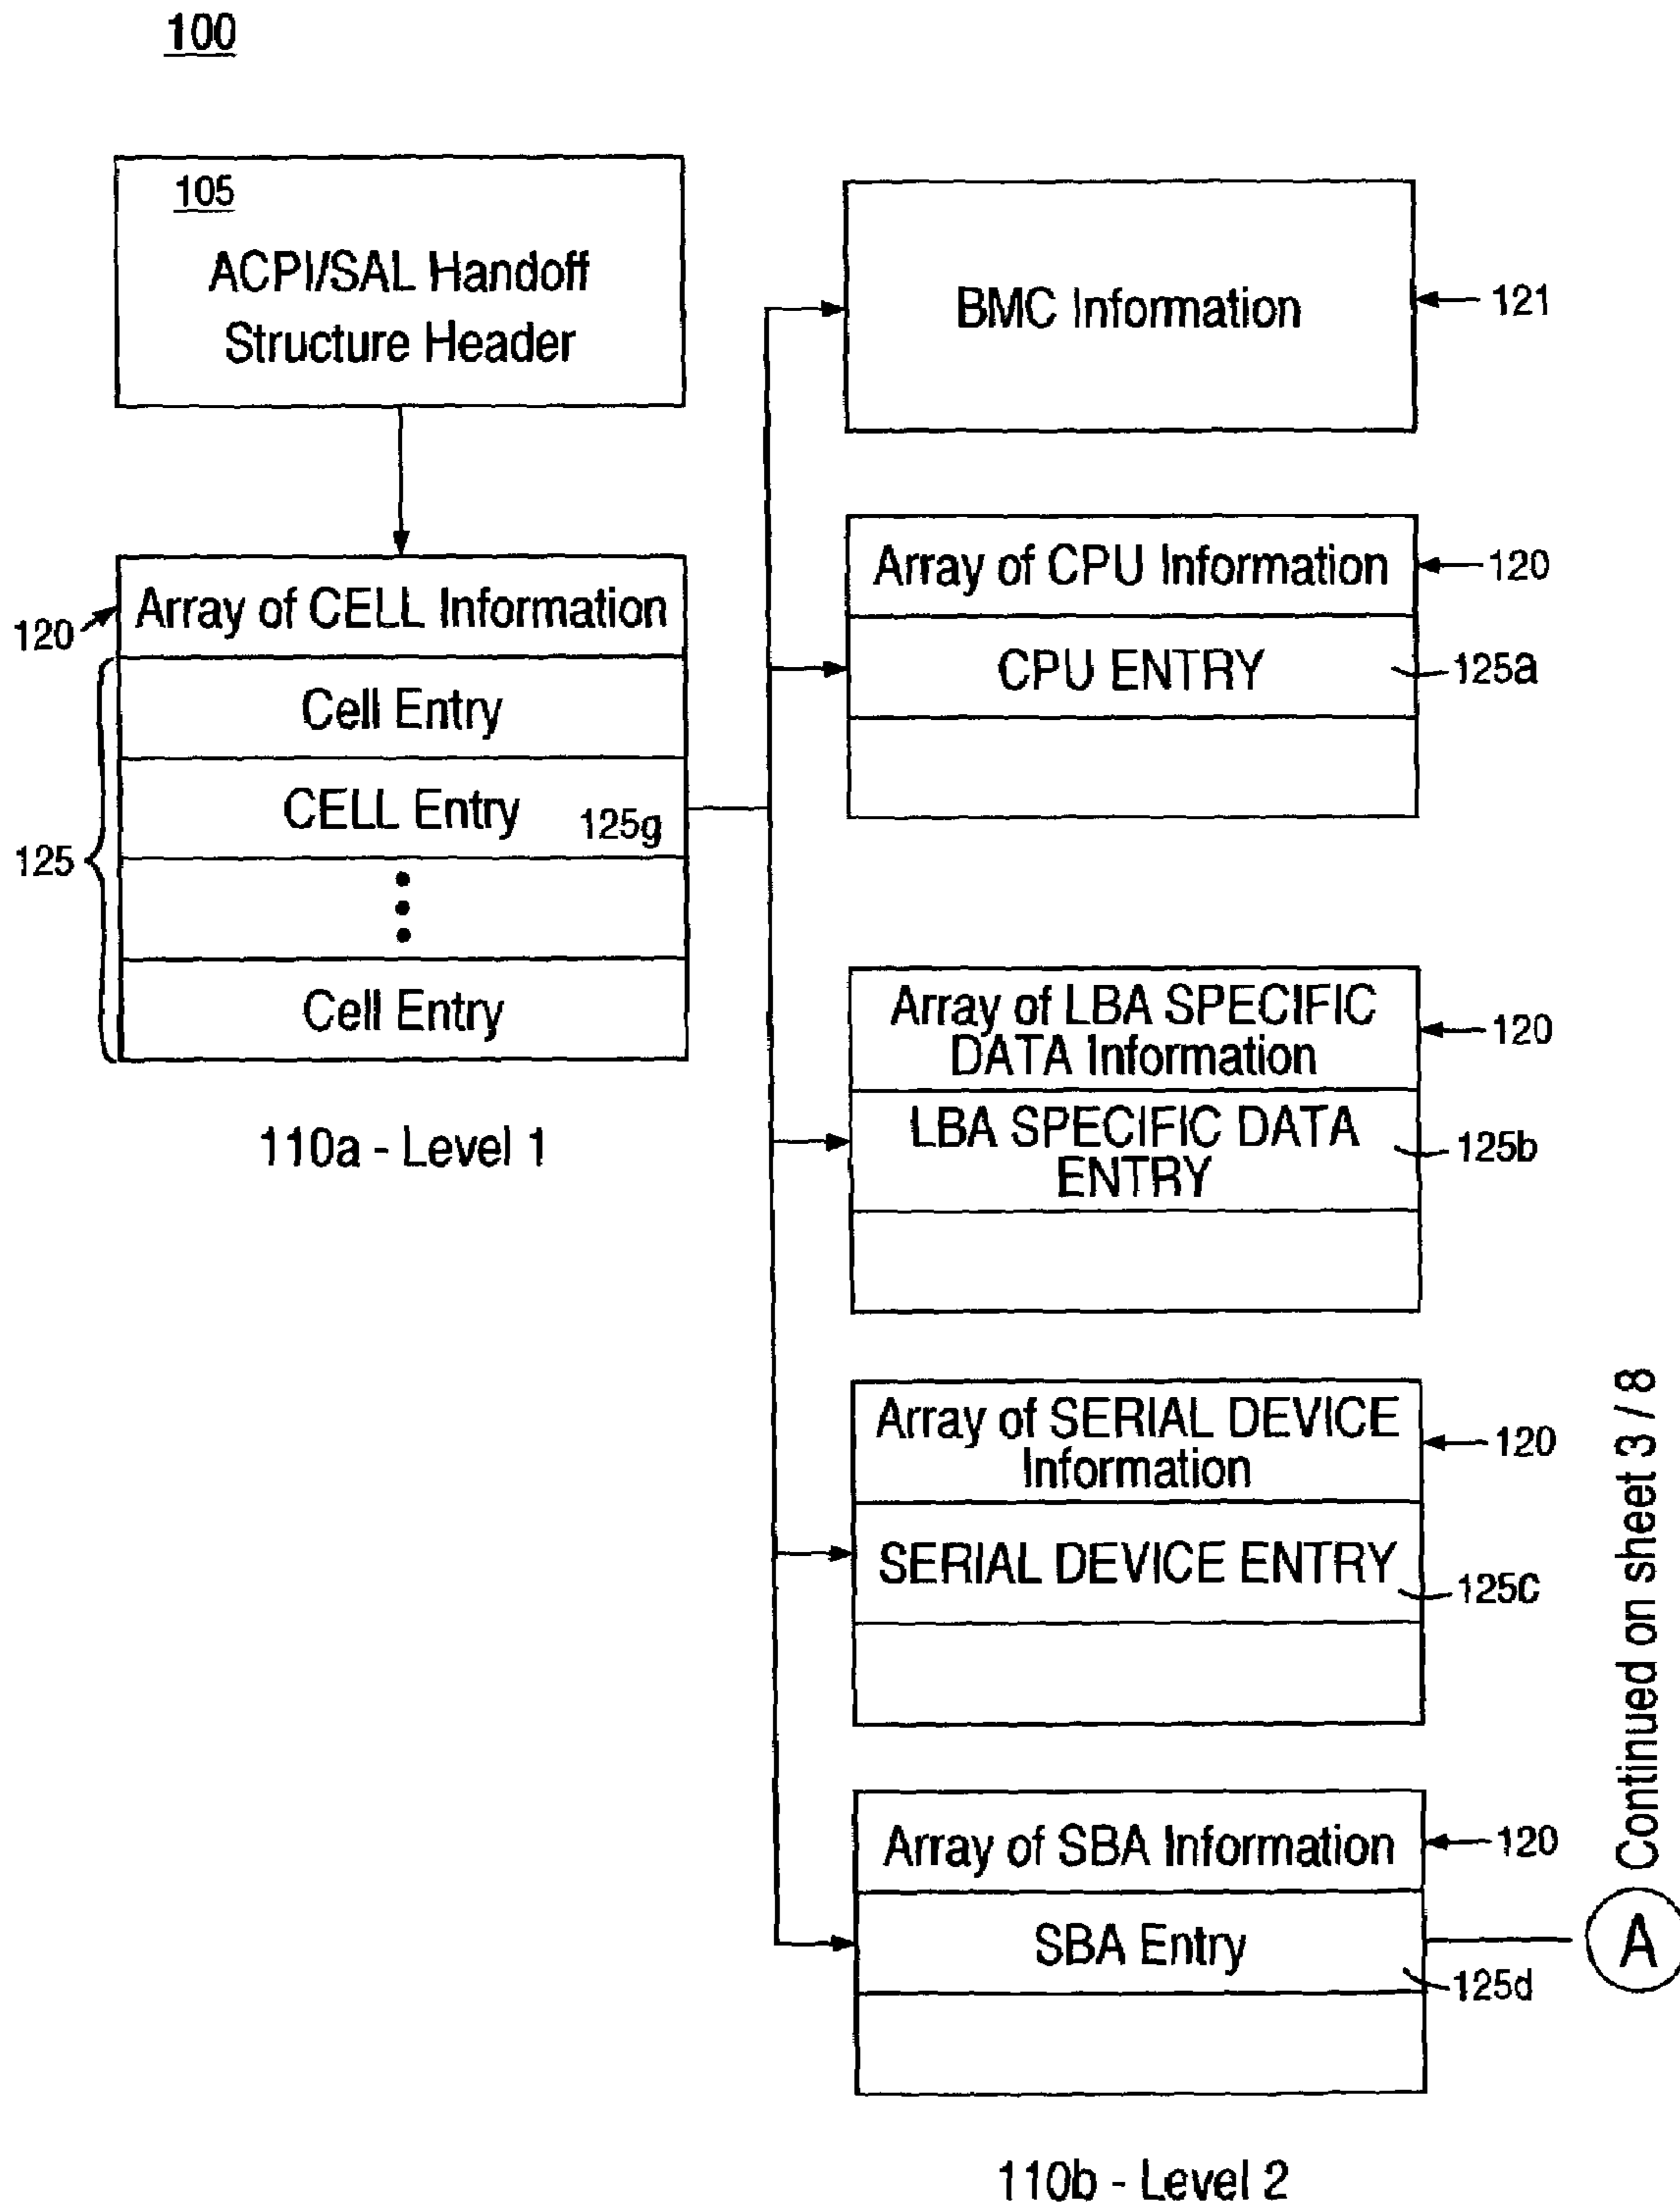 100
105
ACPI/SAL Handoff
Structure Header
120
Array of CELL Information
Cell Entry
CELL Entry
125g
125
Cell Entry
110a - Level 1
BMC Information
121
Array of CPU Information
120
CPU ENTRY
125a
Array of LBA SPECIFIC
DATA Information
120
LBA SPECIFIC DATA
ENTRY
125b
Array of SERIAL DEVICE
Information
120
SERIAL DEVICE ENTRY
125c
Array of SBA Information
120
SBA Entry
125d
A
Continued on sheet 3 / 8
110b - Level 2